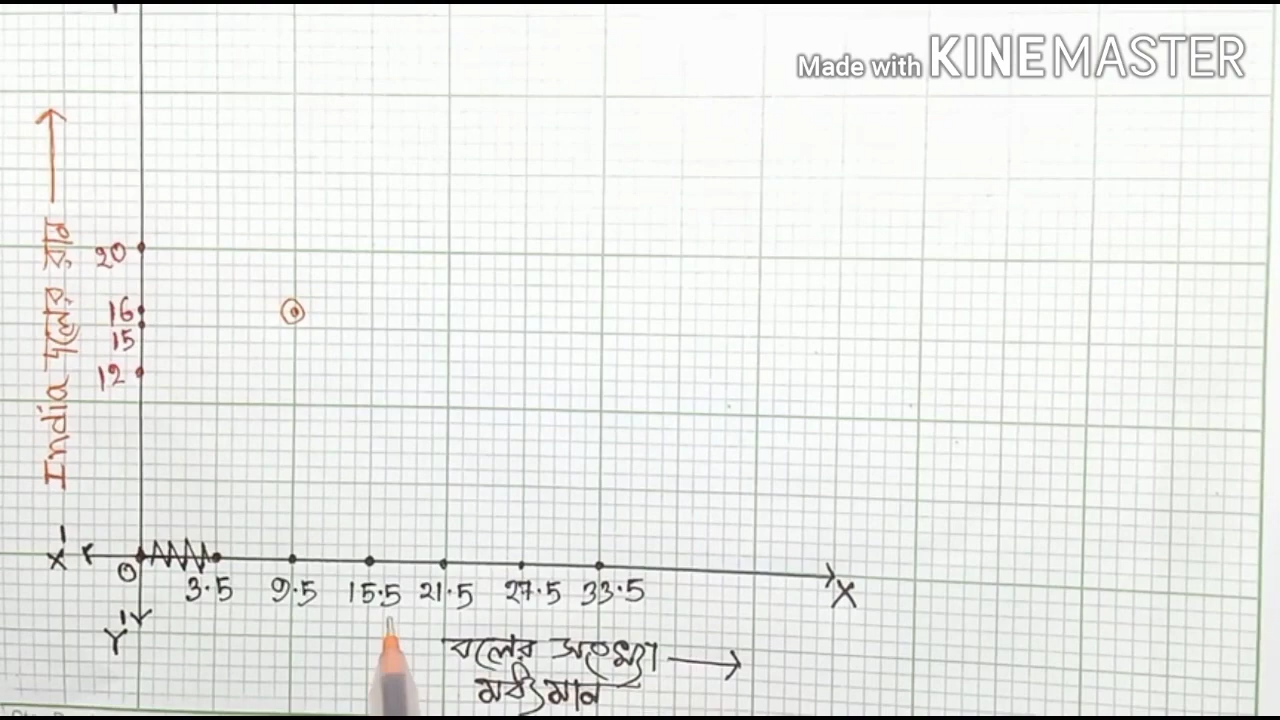 Made with KINEMASTER
India দলের রান
20
16
15
12
X'
O
3.5 9.5 15.5 21.5 27.5 33.5
X
Y'
বলের সংখ্যা
মধ্যমান